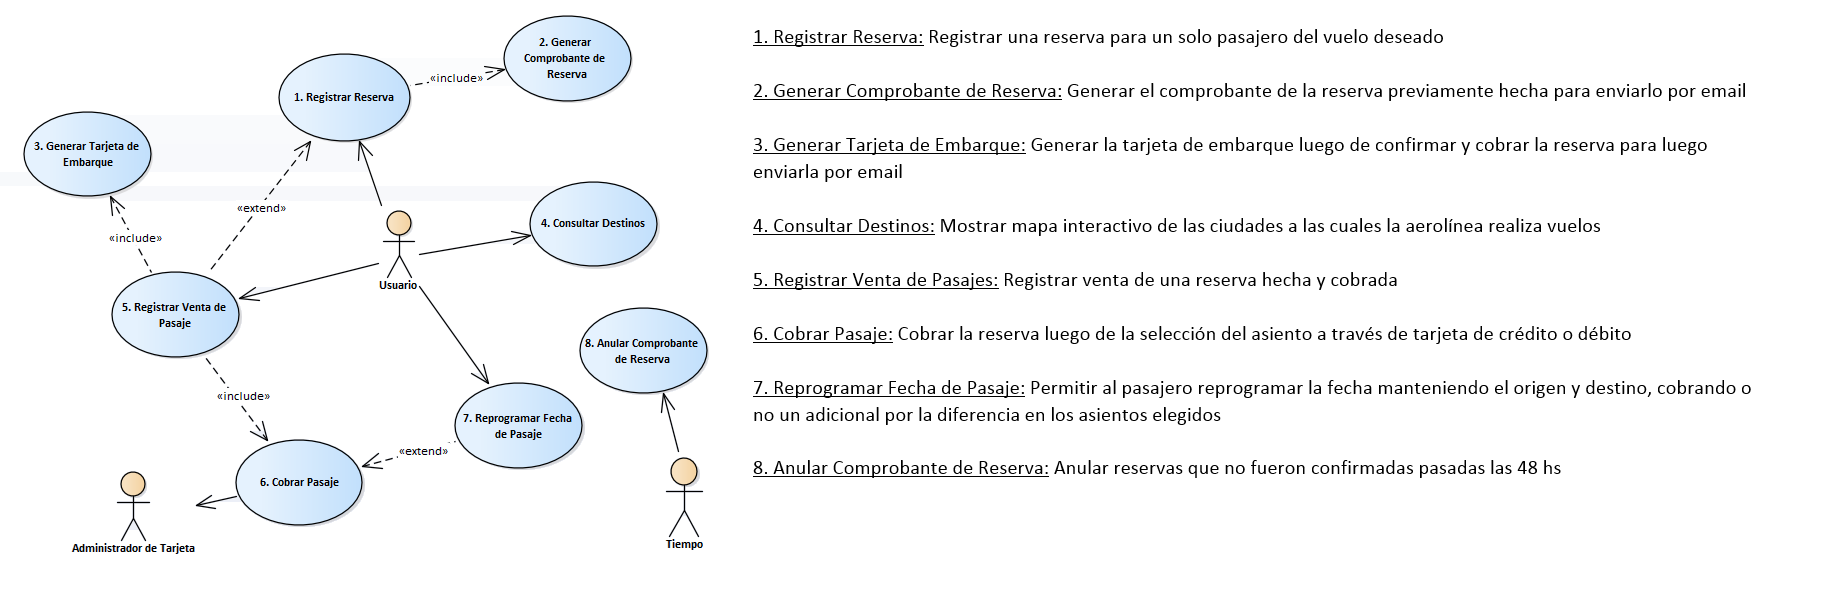 2. Generar
Comprobante de
Reserva
«include»
1. Registrar Reserva
3. Generar Tarjeta de
Embarque
«extend»
«include»
4. Consultar Destinos
Usuario
5. Registrar Venta de
Pasaje
8. Anular Comprobante
de Reserva
«include»
7. Reprogramar Fecha
de Pasaje
«extend»
6. Cobrar Pasaje
Administrador de Tarjeta
Tiempo
1. Registrar Reserva: Registrar una reserva para un solo pasajero del vuelo deseado
2. Generar Comprobante de Reserva: Generar el comprobante de la reserva previamente hecha para enviarlo por email
3. Generar Tarjeta de Embarque: Generar la tarjeta de embarque luego de confirmar y cobrar la reserva para luego
enviarla por email
4. Consultar Destinos: Mostrar mapa interactivo de las ciudades a las cuales la aerolínea realiza vuelos
5. Registrar Venta de Pasajes: Registrar venta de una reserva hecha y cobrada
6. Cobrar Pasaje: Cobrar la reserva luego de la selección del asiento a través de tarjeta de crédito o débito
7. Reprogramar Fecha de Pasaje: Permitir al pasajero reprogramar la fecha manteniendo el origen y destino, cobrando o
no un adicional por la diferencia en los asientos elegidos
8. Anular Comprobante de Reserva: Anular reservas que no fueron confirmadas pasadas las 48 hs